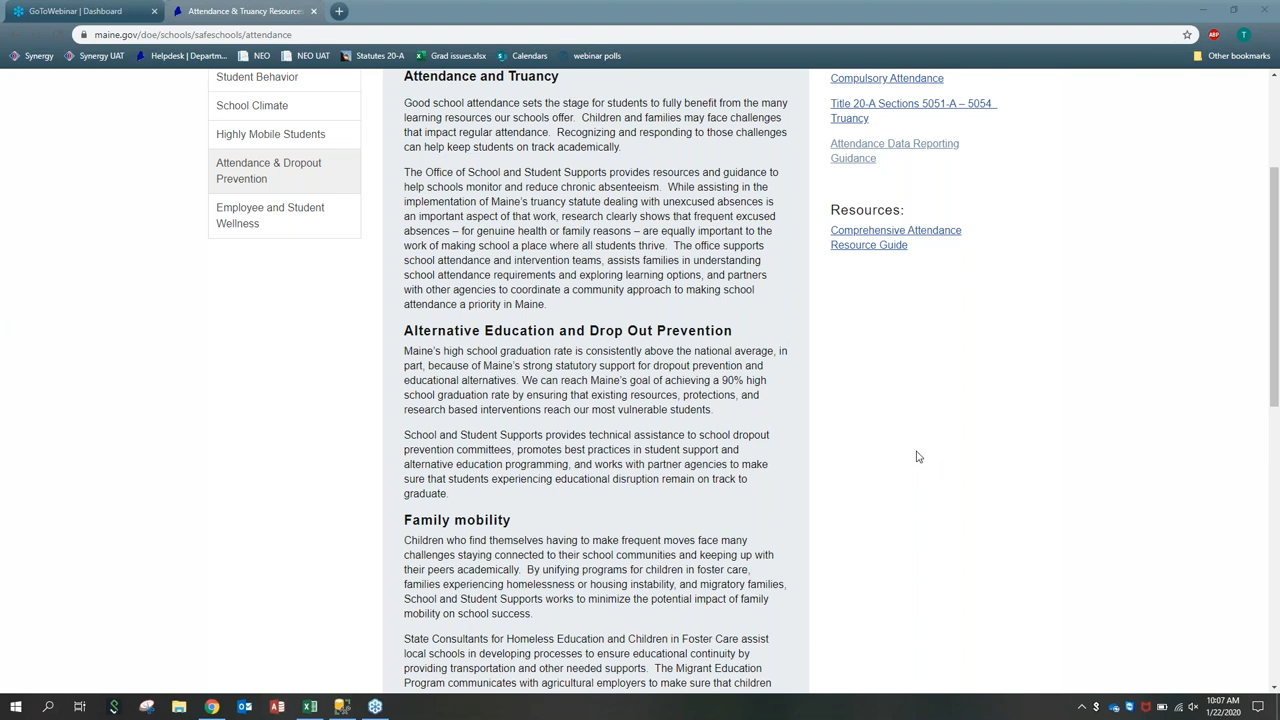 GoToWebinar | Dashboard
Attendance & Truancy Resources
maine.gov/doe/schools/safeschools/attendance
ABP
T
Synergy
Synergy UAT
Helpdesk | Depart...
NEO
NEO UAT
Statutes 20-A
Grad issues.xlsx
Calendars
webinar polls
Other bookmarks
Student Behavior
School Climate
Highly Mobile Students
Attendance & Dropout
Prevention
Employee and Student
Wellness
Attendance and Truancy
Good school attendance sets the stage for students to fully benefit from the many
learning resources our schools offer.  Children and families may face challenges
that impact regular attendance.  Recognizing and responding to those challenges
can help keep students on track academically.
The Office of School and Student Supports provides resources and guidance to
help schools monitor and reduce chronic absenteeism.  While assisting in the
implementation of Maine's truancy statute dealing with unexcused absences is
an important aspect of that work, research clearly shows that frequent excused
absences – for genuine health or family reasons – are equally important to the
work of making school a place where all students thrive.  The office supports
school attendance and intervention teams, assists families in understanding
school attendance requirements and exploring learning options, and partners
with other agencies to coordinate a community approach to making school
attendance a priority in Maine.
Alternative Education and Drop Out Prevention
Maine's high school graduation rate is consistently above the national average, in
part, because of Maine's strong statutory support for dropout prevention and
educational alternatives. We can reach Maine's goal of achieving a 90% high
school graduation rate by ensuring that existing resources, protections, and
research based interventions reach our most vulnerable students.
School and Student Supports provides technical assistance to school dropout
prevention committees, promotes best practices in student support and
alternative education programming, and works with partner agencies to make
sure that students experiencing educational disruption remain on track to
graduate.
Family mobility
Children who find themselves having to make frequent moves face many
challenges staying connected to their school communities and keeping up with
their peers academically.  By unifying programs for children in foster care,
families experiencing homelessness or housing instability, and migratory families,
School and Student Supports works to minimize the potential impact of family
mobility on school success.
State Consultants for Homeless Education and Children in Foster Care assist
local schools in developing processes to ensure educational continuity by
providing transportation and other needed supports.  The Migrant Education
Program communicates with agricultural employers to make sure that children
Compulsory Attendance
Title 20-A Sections 5051-A – 5054
Truancy
Attendance Data Reporting
Guidance
Resources:
Comprehensive Attendance
Resource Guide
10:07 AM
1/22/2020